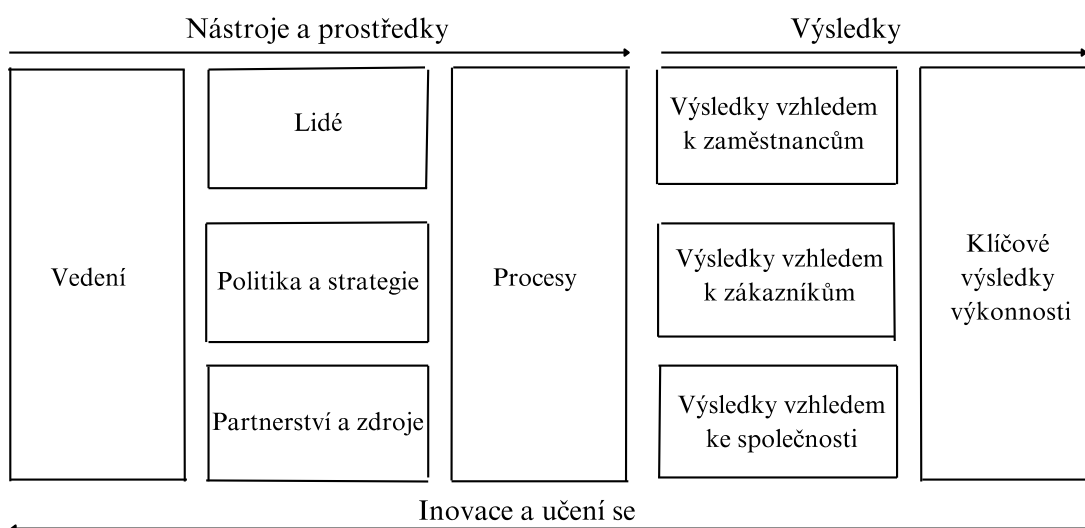 Nástroje a prostředky
Výsledky
Vedení
Lidé
Politika a strategie
Partnerství a zdroje
Procesy
Výsledky vzhledem
k zaměstnancům
Výsledky vzhledem
k zákazníkům
Výsledky vzhledem
ke společnosti
Klíčové
výsledky
výkonnosti
Inovace a učení se